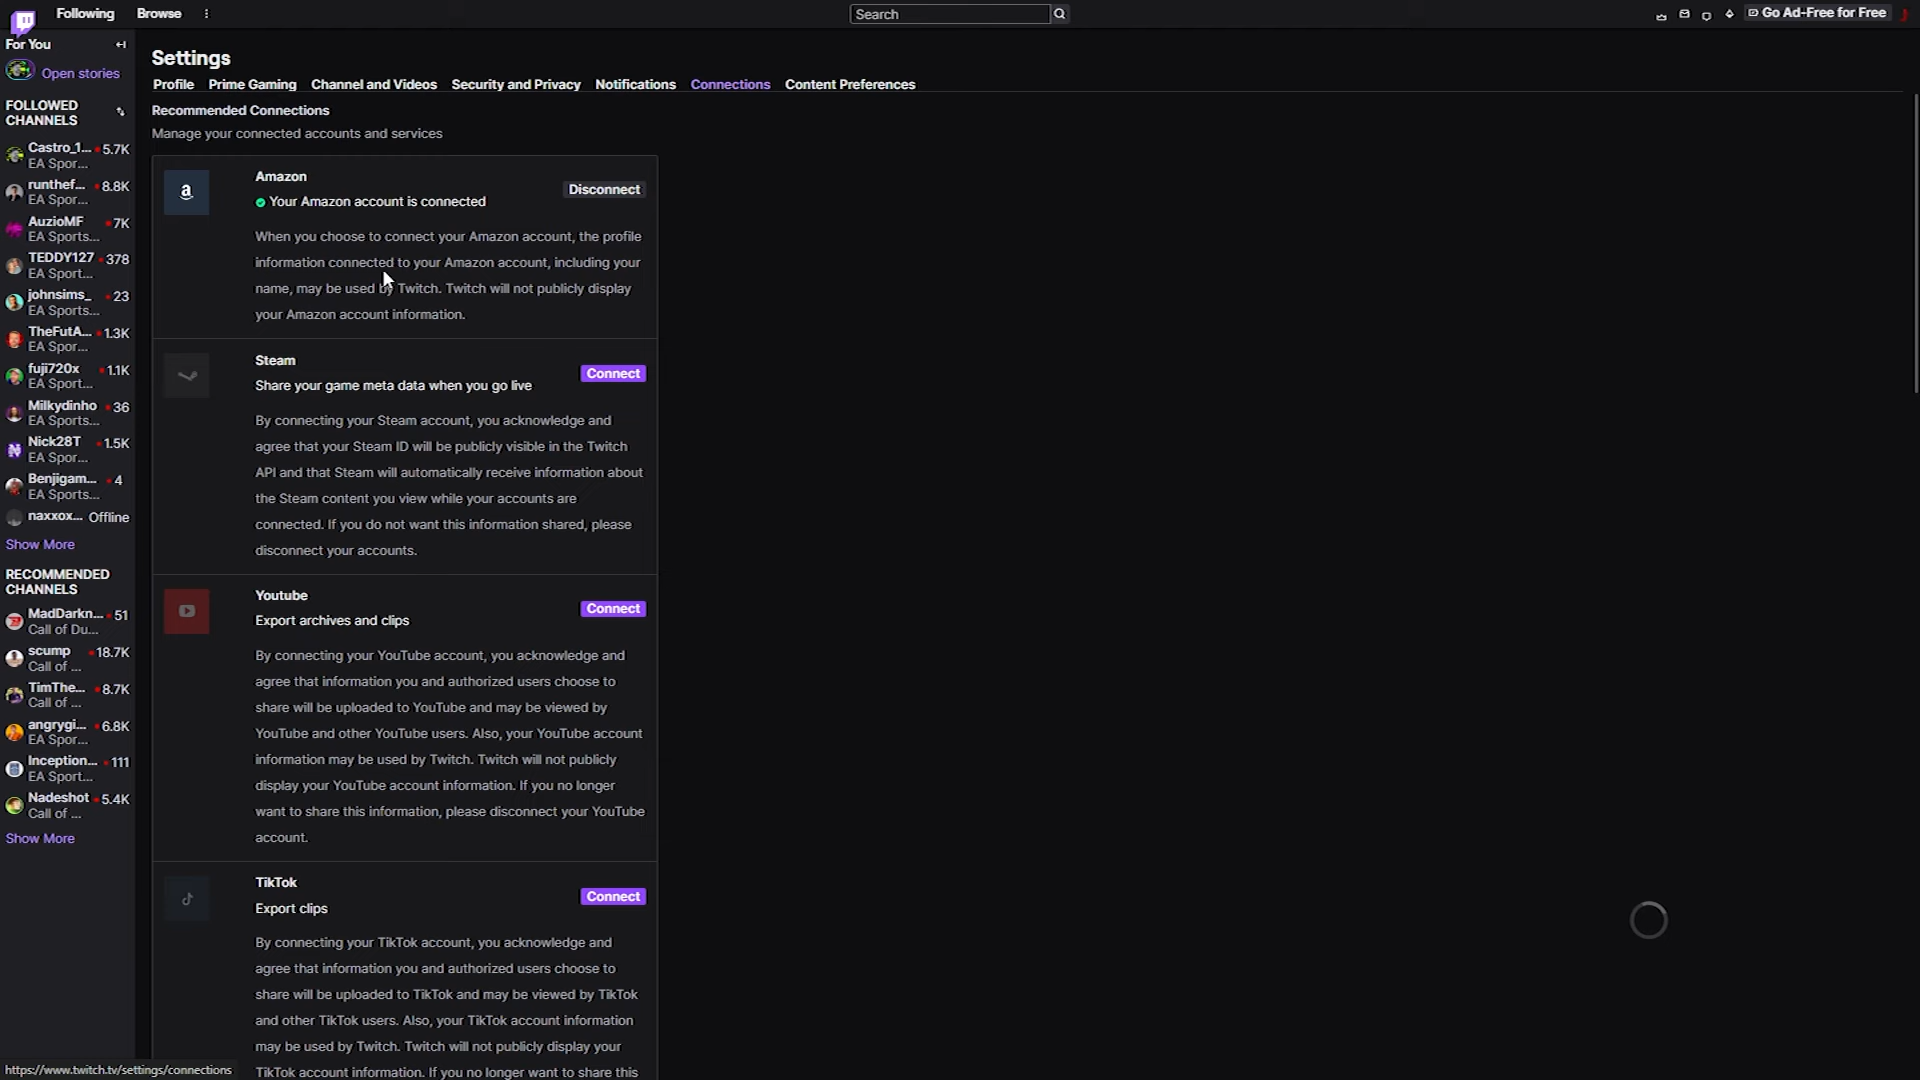 Following Browse
Search
Go Ad-Free for Free
For You
Open stories
FOLLOWED
CHANNELS
Castro_1... 5.7K
EA Spor...
runthef... 8.8K
EA Spor...
AuzioMF 7K
EA Sports...
TEDDY127 378
EA Sport...
johnsims_ 23
EA Sports...
TheFutA... 1.3K
EA Spor...
fuji720x 1.1K
EA Sport...
Milkydinho 36
EA Sports...
Nick28T 1.5K
EA Spor...
Benjigam... 4
EA Sports...
naxxox... Offline
Show More
RECOMMENDED
CHANNELS
MadDarkn... 51
Call of Du...
scump 18.7K
Call of ...
TimThe... 8.7K
Call of ...
angrygi... 6.8K
EA Spor...
Inception... 111
EA Sport...
Nadeshot 5.4K
Call of ...
Show More
Settings
Profile Prime Gaming Channel and Videos Security and Privacy Notifications Connections Content Preferences
Recommended Connections
Manage your connected accounts and services
a
Amazon
Disconnect
Your Amazon account is connected
When you choose to connect your Amazon account, the profile
information connected to your Amazon account, including your
name, may be used by Twitch. Twitch will not publicly display
your Amazon account information.
Steam
Connect
Share your game meta data when you go live
By connecting your Steam account, you acknowledge and
agree that your Steam ID will be publicly visible in the Twitch
API and that Steam will automatically receive information about
the Steam content you view while your accounts are
connected. If you do not want this information shared, please
disconnect your accounts.
Youtube
Connect
Export archives and clips
By connecting your YouTube account, you acknowledge and
agree that information you and authorized users choose to
share will be uploaded to YouTube and may be viewed by
YouTube and other YouTube users. Also, your YouTube account
information may be used by Twitch. Twitch will not publicly
display your YouTube account information. If you no longer
want to share this information, please disconnect your YouTube
account.
TikTok
Connect
Export clips
By connecting your TikTok account, you acknowledge and
agree that information you and authorized users choose to
share will be uploaded to TikTok and may be viewed by TikTok
and other TikTok users. Also, your TikTok account information
may be used by Twitch. Twitch will not publicly display your
TikTok account information. If you no longer want to share this
https://www.twitch.tv/settings/connections